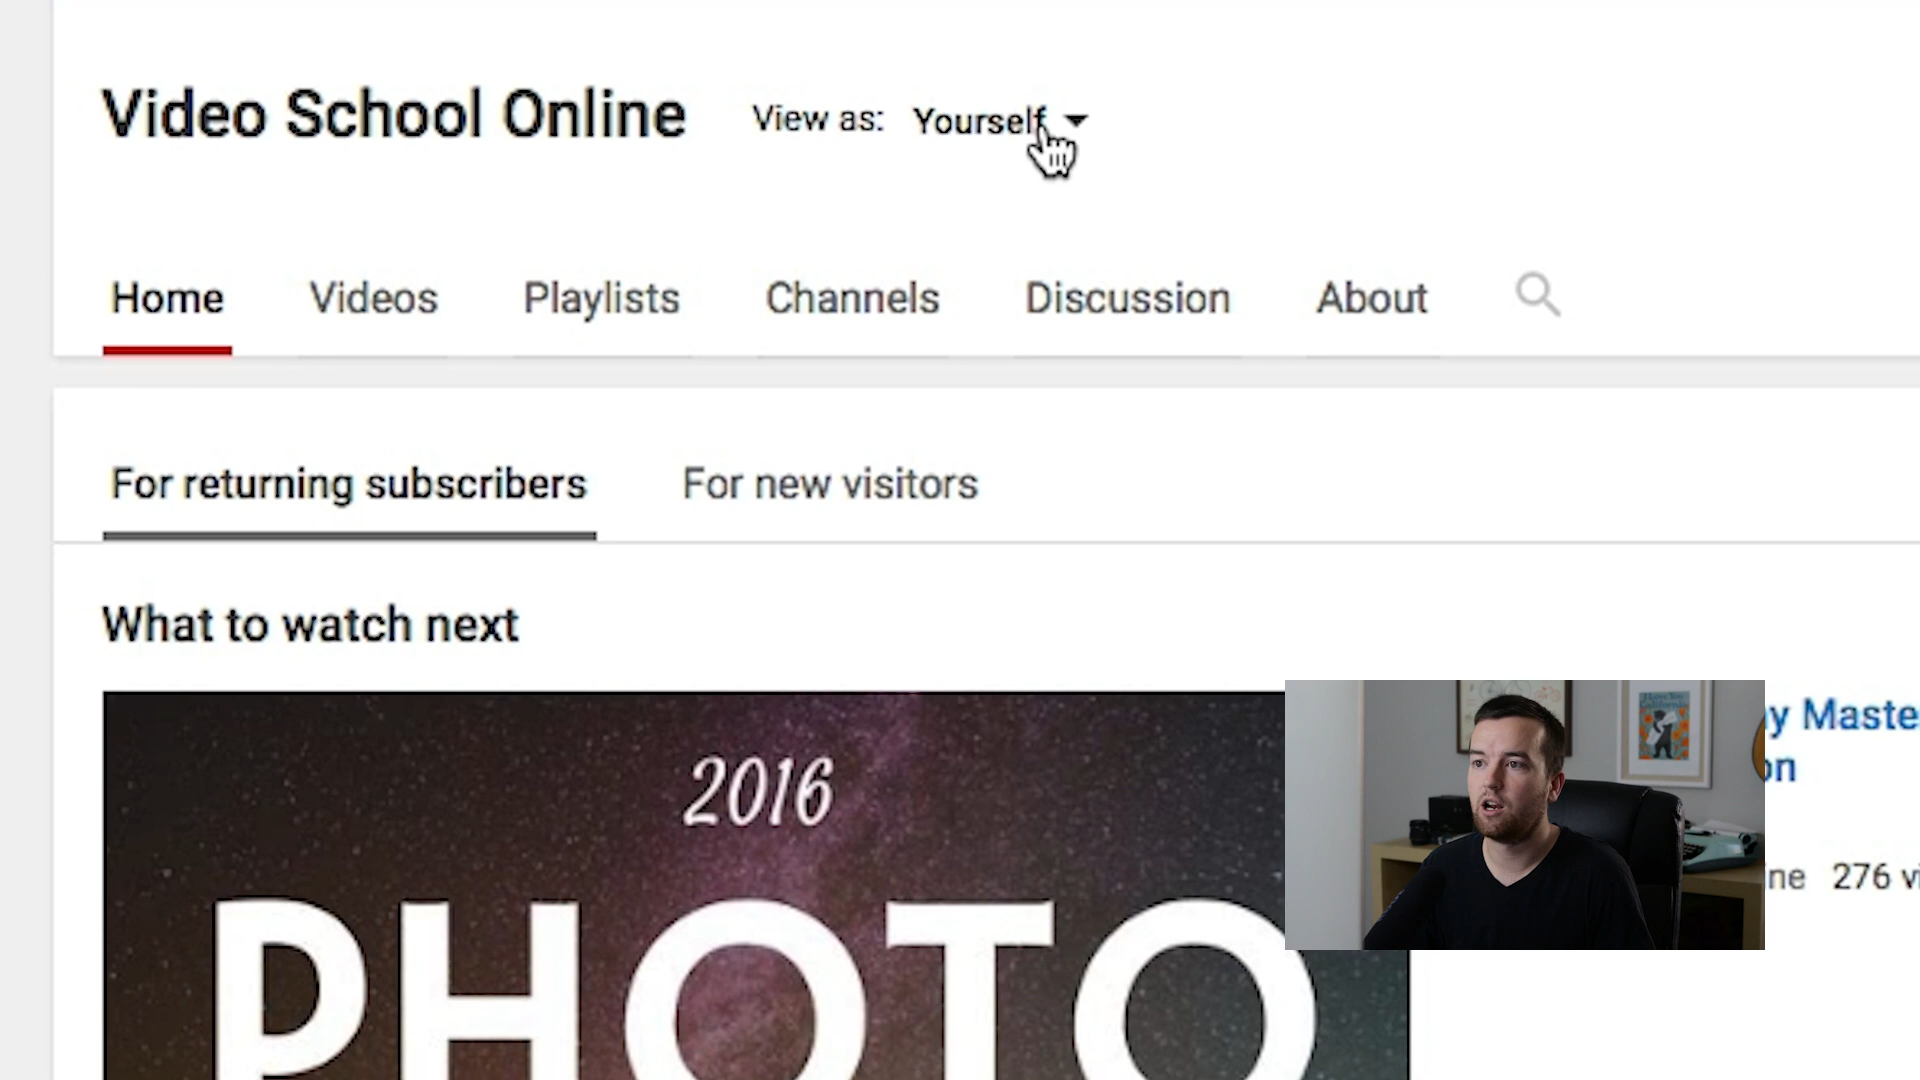 Video School Online View as: Yourself
Home Videos Playlists Channels Discussion About
For returning subscribers For new visitors
What to watch next
2016
PHOTO
276